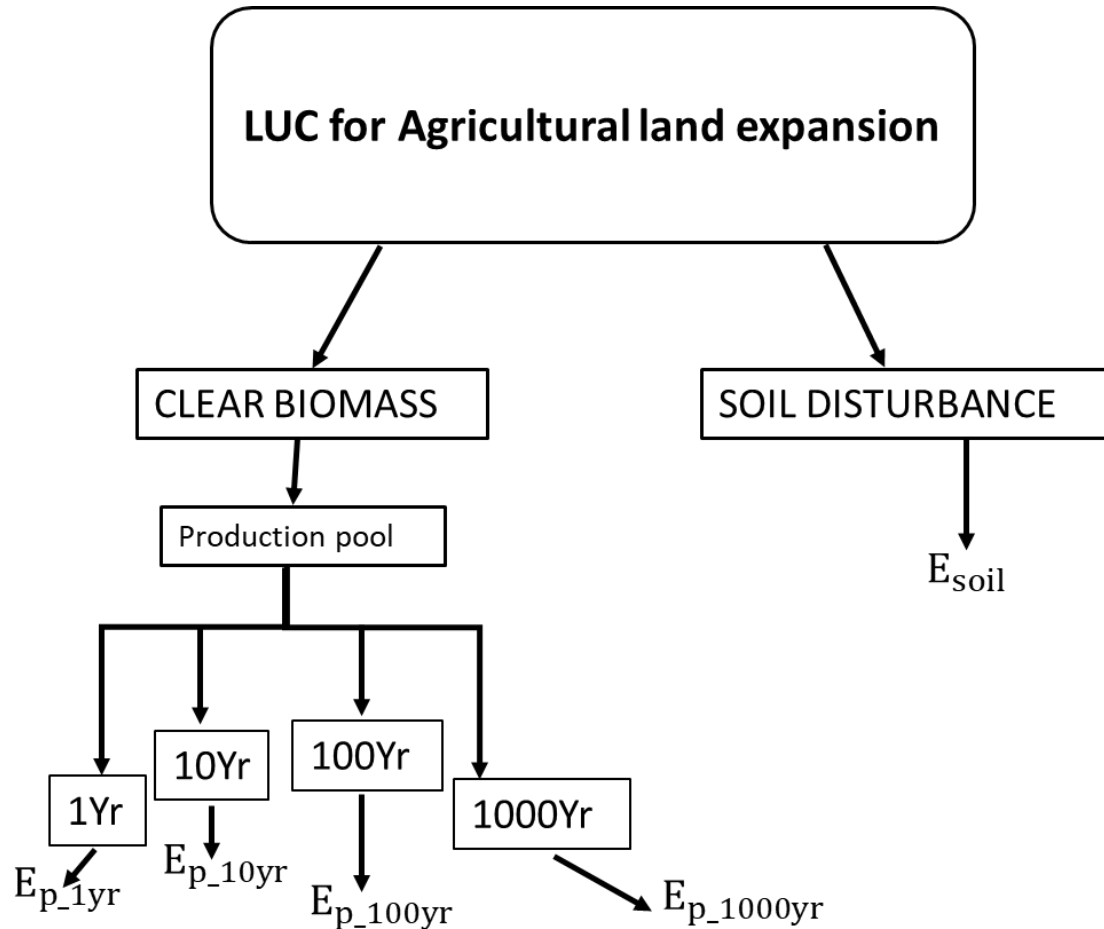 LUC for Agricultural land expansion
CLEAR BIOMASS
SOIL DISTURBANCE
Production pool
E_soil
1Yr
10Yr
100Yr
1000Yr
E_p_1yr
E_p_10yr
E_p_100yr
E_p_1000yr